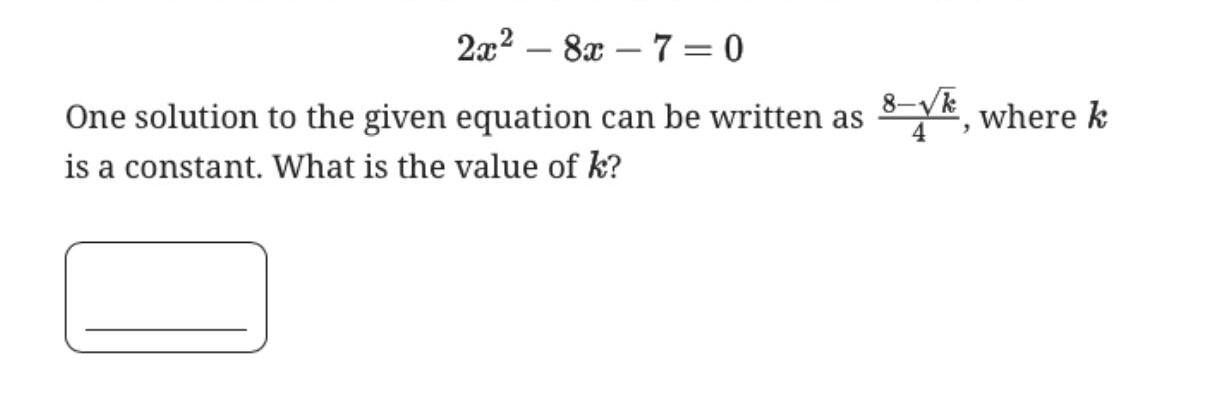 2x² − 8x − 7 = 0
One solution to the given equation can be written as (8−√k)/4, where k
is a constant. What is the value of k?